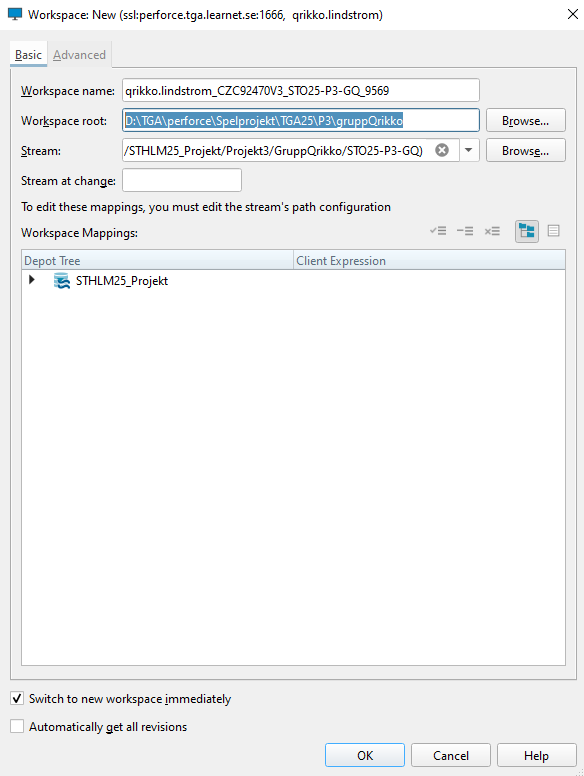 Workspace: New (ssl:perforce.tga.learnet.se:1666, qrikko.lindstrom)
Basic Advanced
Workspace name: qrikko.lindstrom_CZC92470V3_STO25-P3-GQ_9569
Workspace root: D:\TGA\perforce\Spelprojekt\TGA25\P3\gruppQrikko Browse...
Stream: /STHLM25_Projekt/Projekt3/GruppQrikko/STO25-P3-GQ) Browse...
Stream at change:
To edit these mappings, you must edit the stream's path configuration
Workspace Mappings:
Depot Tree Client Expression
STHLM25_Projekt
Switch to new workspace immediately
Automatically get all revisions
OK Cancel Help